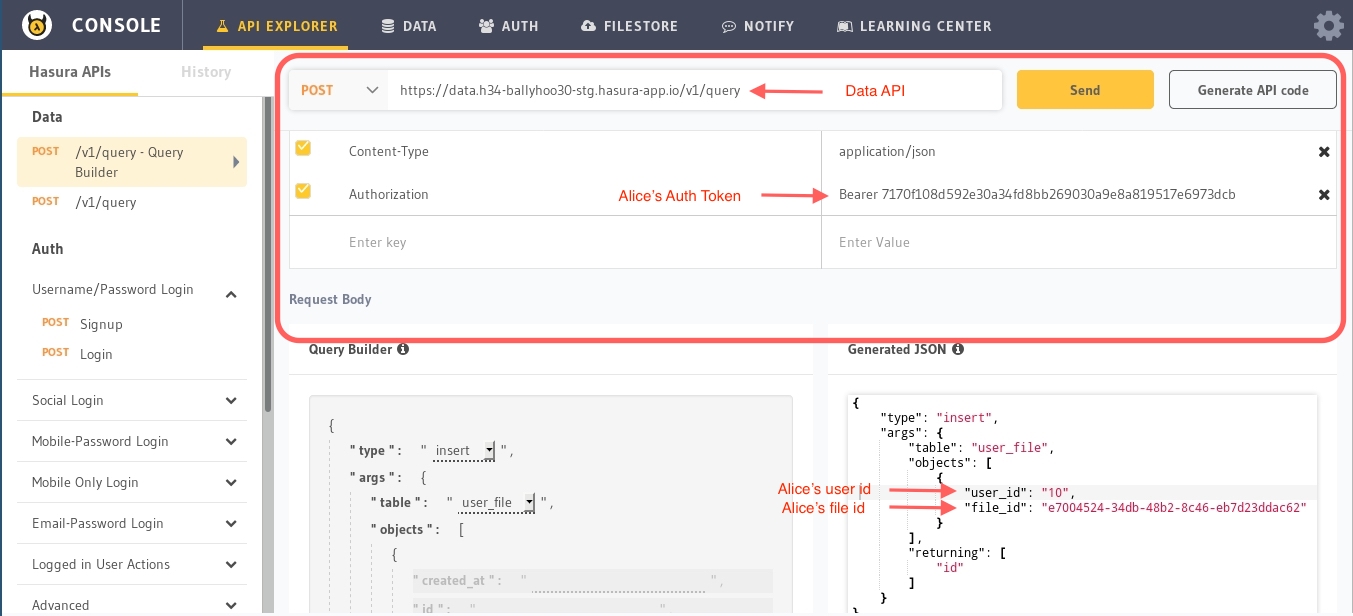 CONSOLE
API EXPLORER
DATA
AUTH
FILESTORE
NOTIFY
LEARNING CENTER
Hasura APIs
History
POST
https://data.h34-ballyhoo30-stg.hasura-app.io/v1/query
Data API
Send
Generate API code
Content-Type
application/json
Authorization
Alice's Auth Token
Bearer 7170f108d592e30a34fd8bb269030a9e8a819517e6973dcb
Enter key
Enter Value
Request Body
Data
POST /v1/query - Query
Builder
POST /v1/query
Auth
Username/Password Login
POST Signup
POST Login
Social Login
Mobile-Password Login
Mobile Only Login
Email-Password Login
Logged in User Actions
Advanced
Query Builder
{
" type " : " insert " ,
" args " : {
" table " : " user_file " ,
" objects " : [
{
" created_at " : " " ,
" id " : " "
Generated JSON
{
"type": "insert",
"args": {
"table": "user_file",
"objects": [
{
Alice's user id
"user_id": "10",
Alice's file id
"file_id": "e7004524-34db-48b2-8c46-eb7d23ddac62"
}
],
"returning": [
"id"
]
}
}